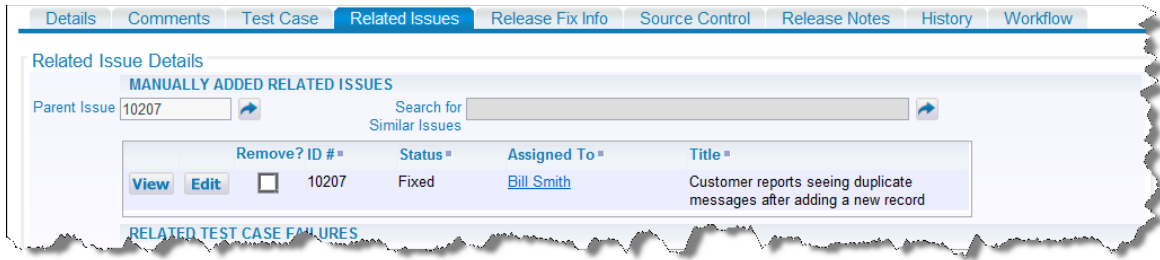 Details Comments Test Case Related Issues Release Fix Info Source Control Release Notes History Workflow
Related Issue Details
MANUALLY ADDED RELATED ISSUES
Parent Issue 10207 Search for
Similar Issues
Remove? ID # Status Assigned To Title
View Edit 10207 Fixed Bill Smith Customer reports seeing duplicate
messages after adding a new record
RELATED TEST CASE FAILURES